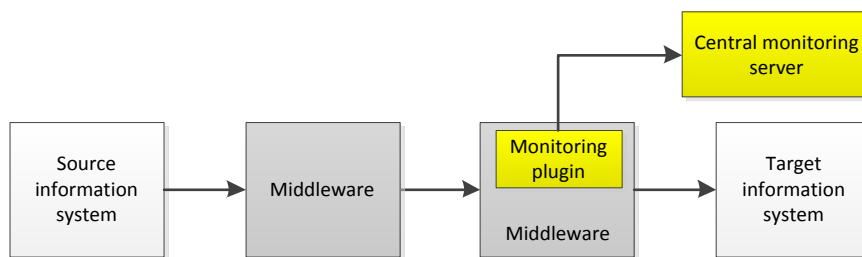 Central monitoring
server
Source
information
system
Middleware
Monitoring
plugin
Middleware
Target
information
system